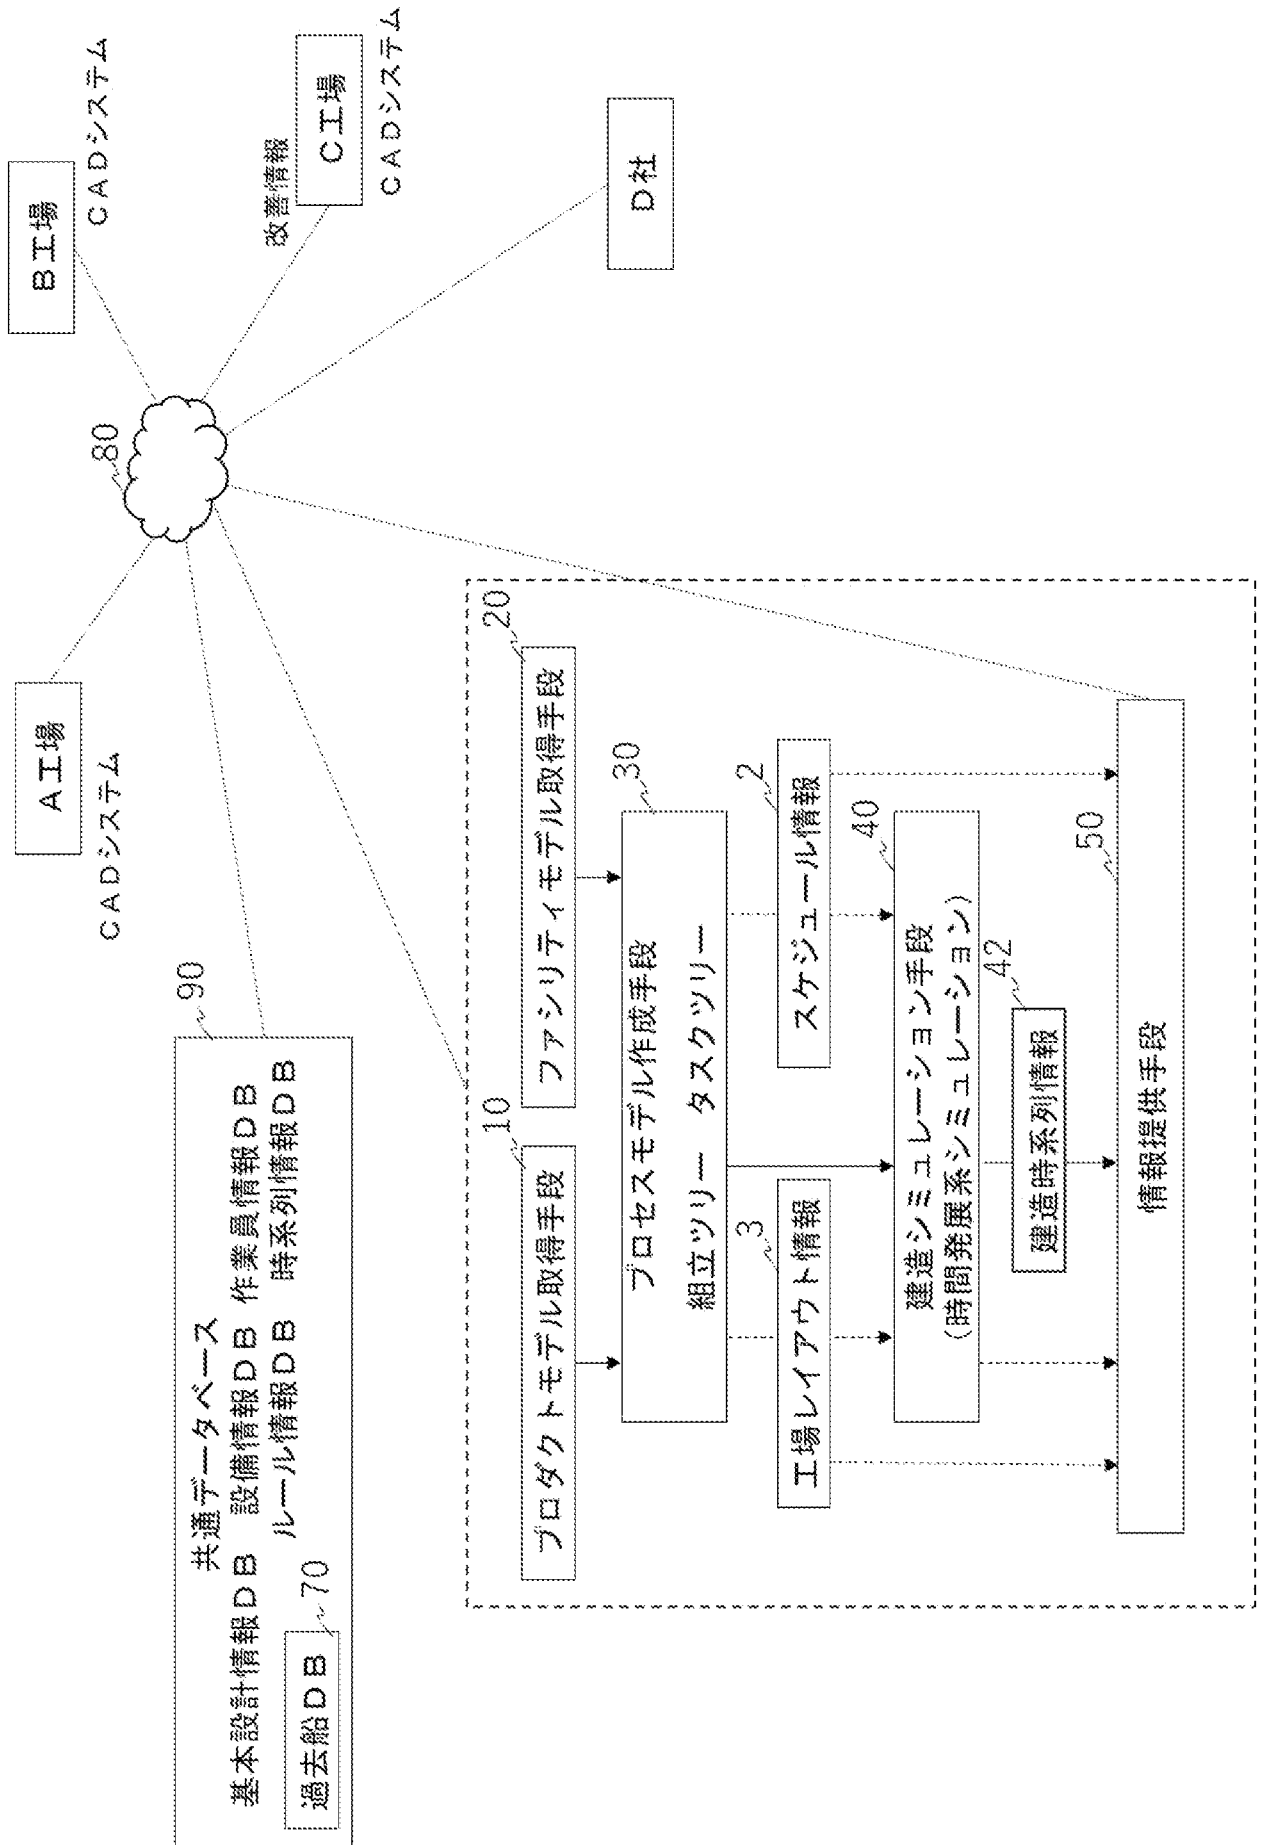 共通データベース
90
基本設計情報ＤＢ　設備情報ＤＢ　作業員情報ＤＢ
ルール情報ＤＢ　時系列情報ＤＢ
過去船ＤＢ
70
Ａ工場
ＣＡＤシステム
80
Ｂ工場
ＣＡＤシステム
改善情報
Ｃ工場
ＣＡＤシステム
Ｄ社
10
プロダクトモデル取得手段
20
ファシリティモデル取得手段
30
プロセスモデル作成手段
組立ツリー　タスクツリー
3
工場レイアウト情報
2
スケジュール情報
40
建造シミュレーション手段
（時間発展系シミュレーション）
42
建造時系列情報
50
情報提供手段